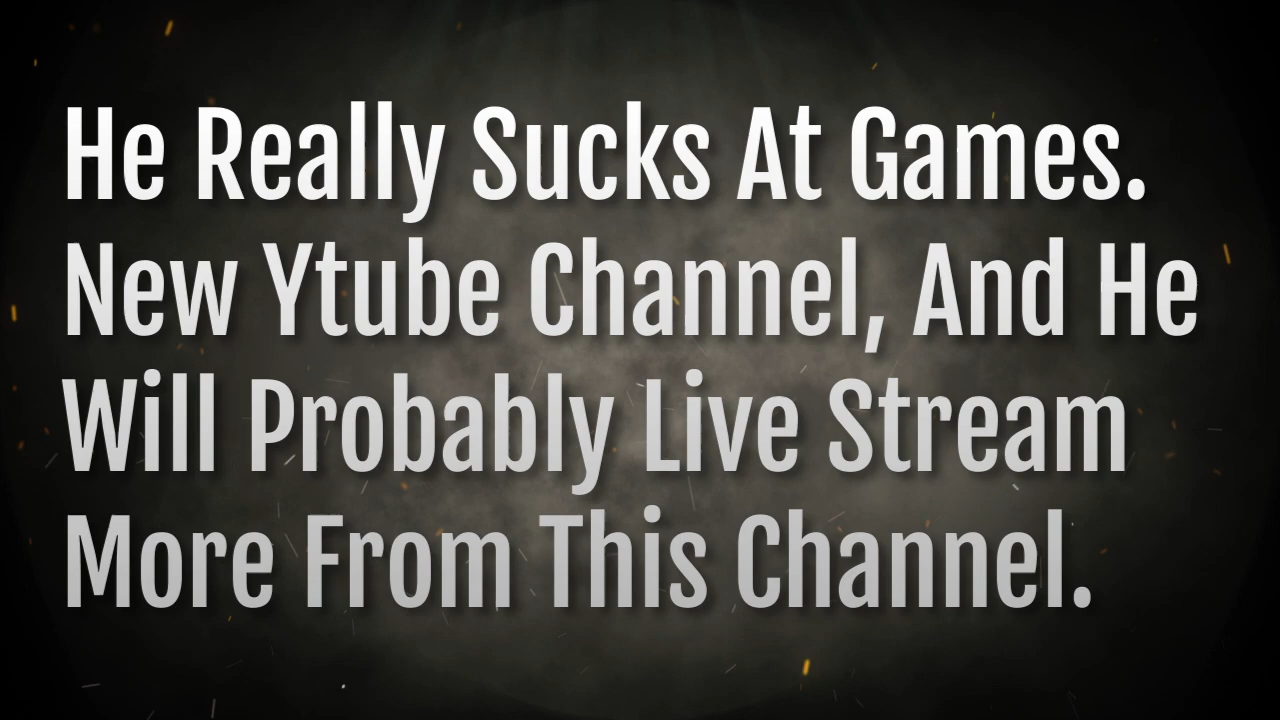 He Really Sucks At Games.
New Ytube Channel, And He
Will Probably Live Stream
More From This Channel.